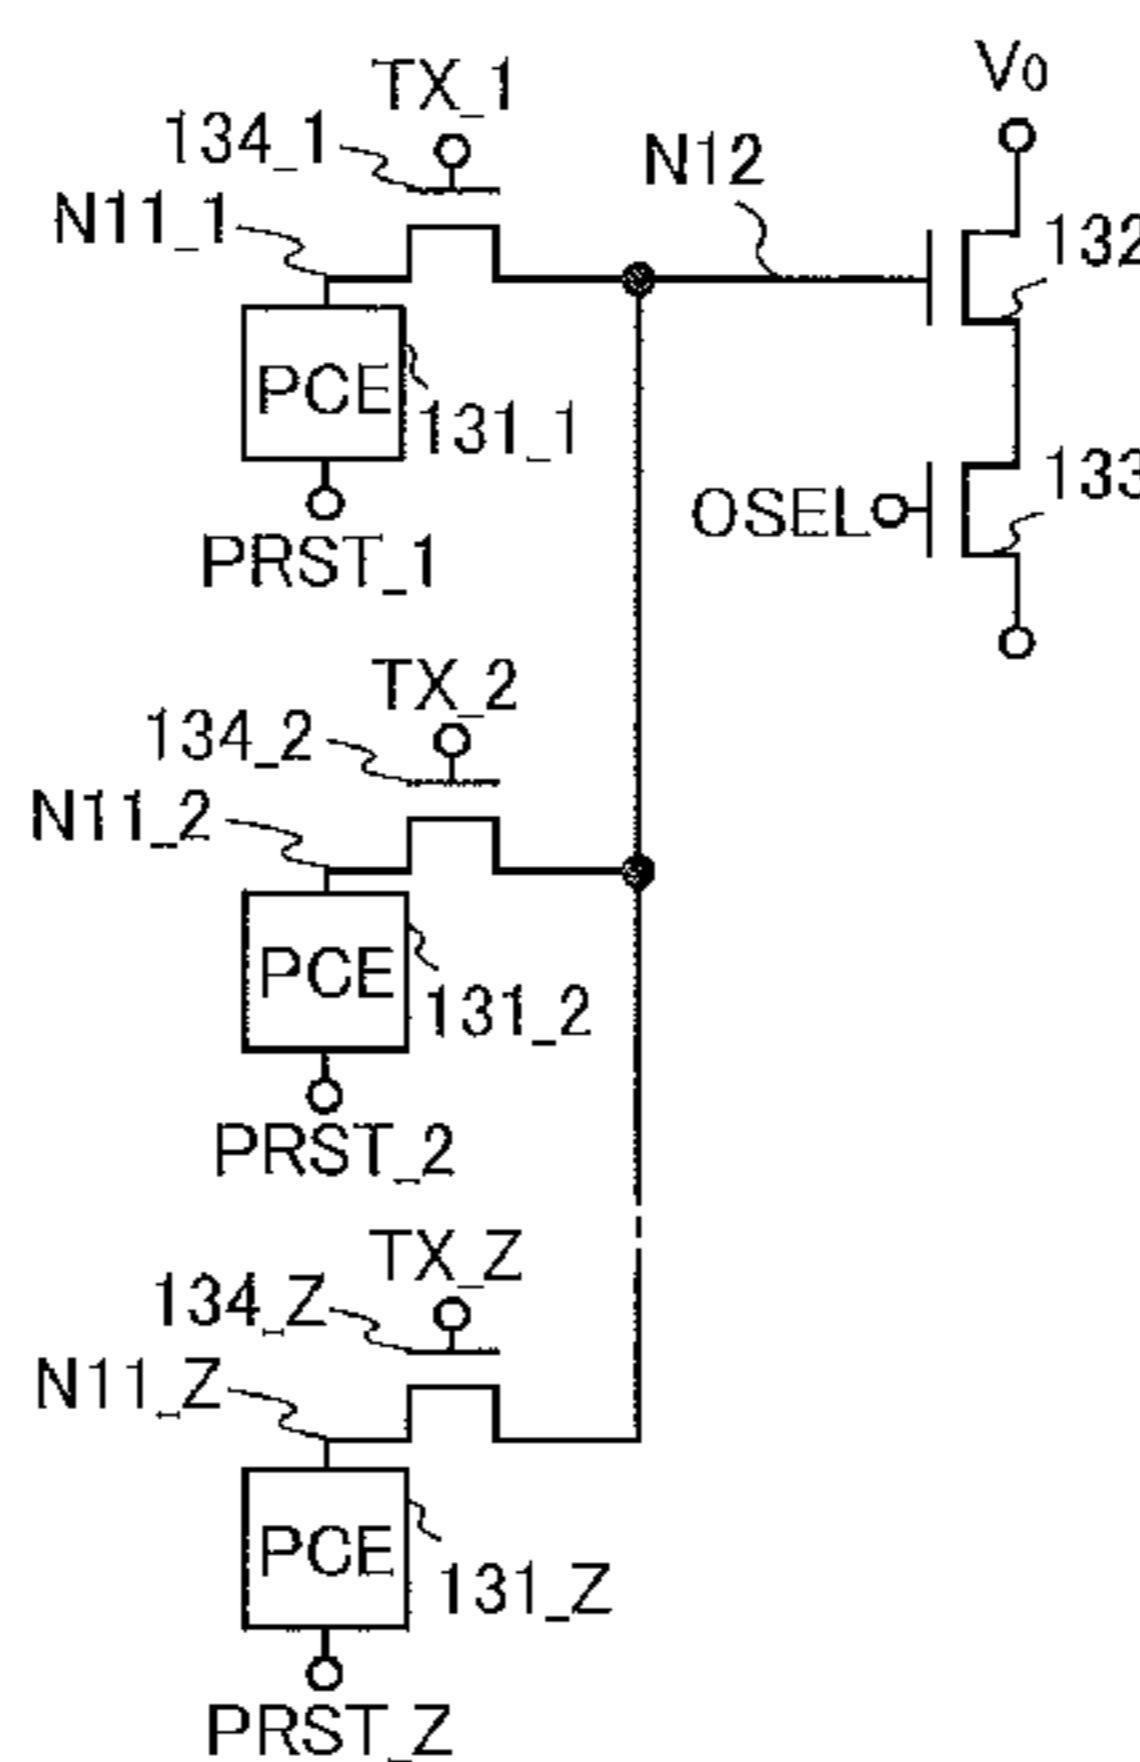 V0
TX_1
134_1
N12
N11_1
132
PCE
131_1
133
OSEL
PRST_1
TX_2
134_2
N11_2
PCE
131_2
PRST_2
TX_Z
134_Z
N11_Z
PCE
131_Z
PRST_Z